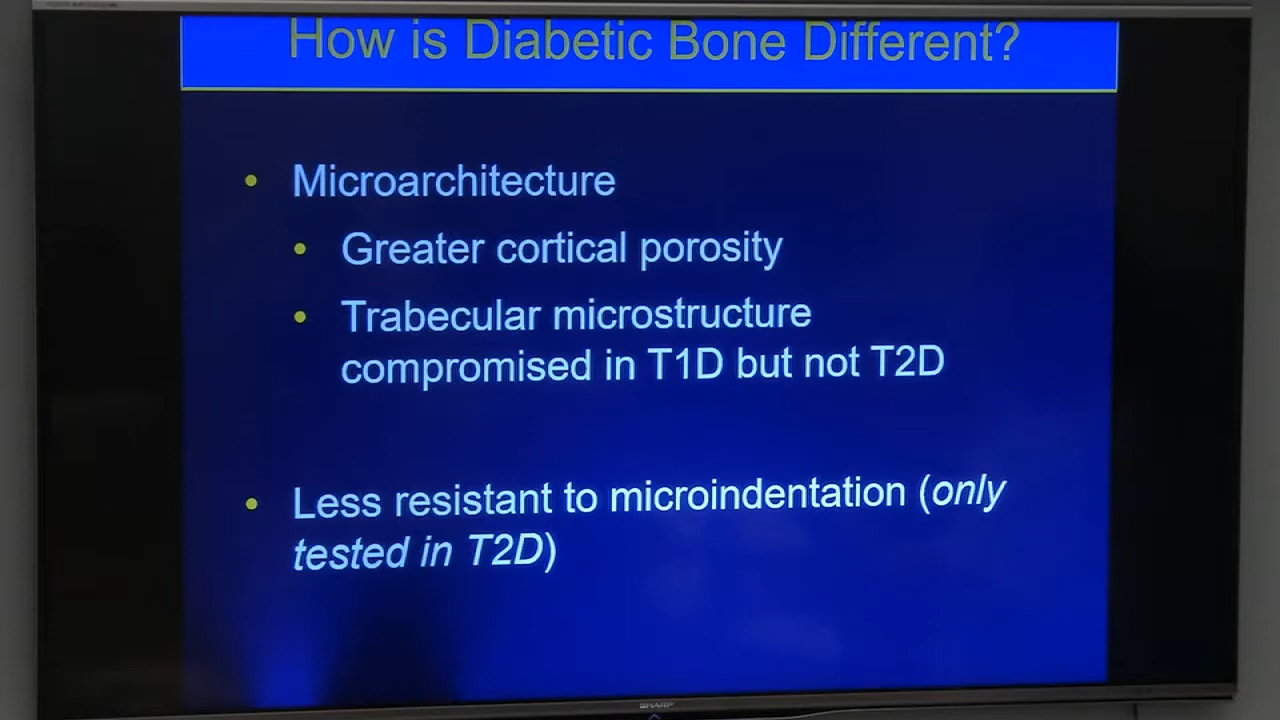 How is Diabetic Bone Different?
• Microarchitecture
• Greater cortical porosity
• Trabecular microstructure
compromised in T1D but not T2D
• Less resistant to microindentation (only
tested in T2D)
SHARP